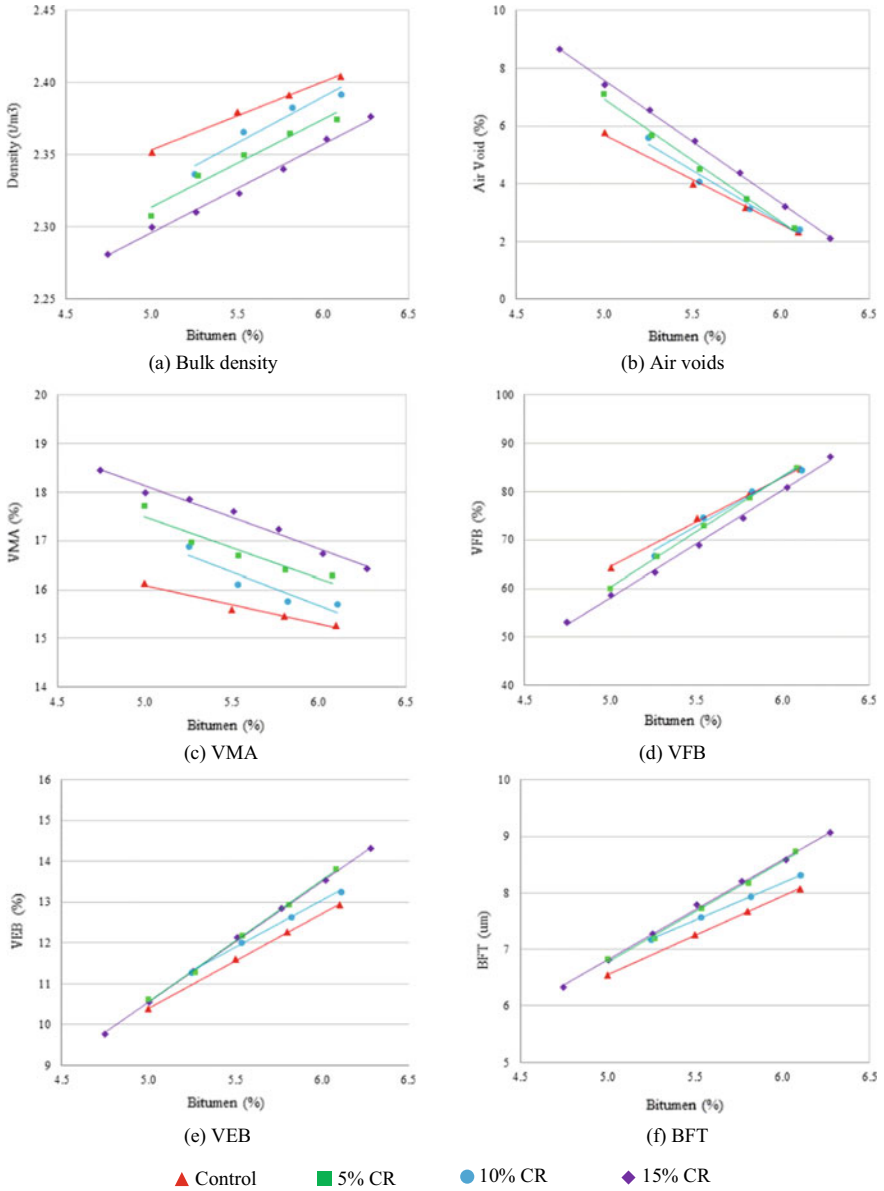 2.45
2.40
2.35
2.30
2.25
Density (t/m3)
4.5 5.0 5.5 6.0 6.5
Bitumen (%)
(a) Bulk density
10
8
6
4
2
0
Air Void (%)
4.5 5.0 5.5 6.0 6.5
Bitumen (%)
(b) Air voids
20
19
18
17
16
15
14
VMA (%)
4.5 5.0 5.5 6.0 6.5
Bitumen (%)
(c) VMA
100
90
80
70
60
50
40
VFB (%)
4.5 5.0 5.5 6.0 6.5
Bitumen (%)
(d) VFB
16
15
14
13
12
11
10
9
VEB (%)
4.5 5.0 5.5 6.0 6.5
Bitumen (%)
(e) VEB
10
9
8
7
6
5
BFT (um)
4.5 5.0 5.5 6.0 6.5
Bitumen (%)
(f) BFT
Control 5% CR 10% CR 15% CR